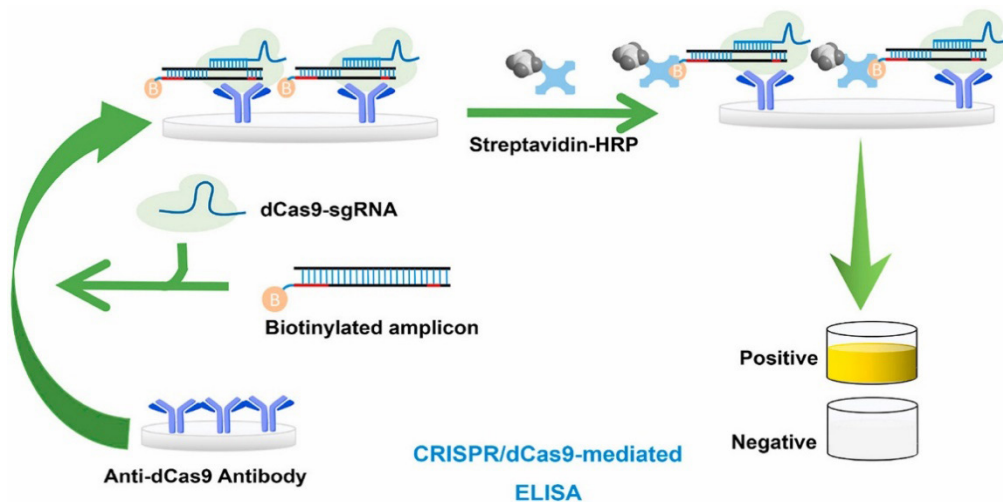 B
B
B
B
Streptavidin-HRP
dCas9-sgRNA
B
Biotinylated amplicon
Positive
Negative
Anti-dCas9 Antibody
CRISPR/dCas9-mediated
ELISA